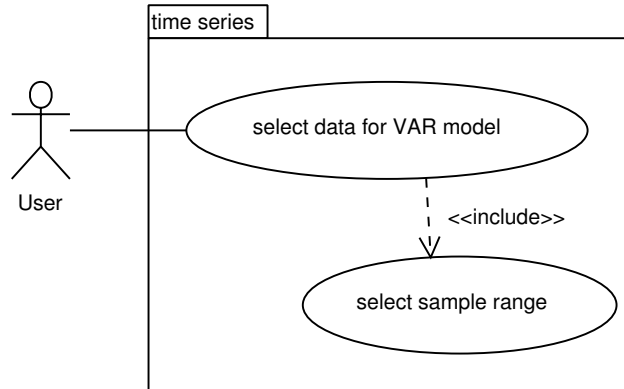 time series
select data for VAR model
User
<<include>>
select sample range